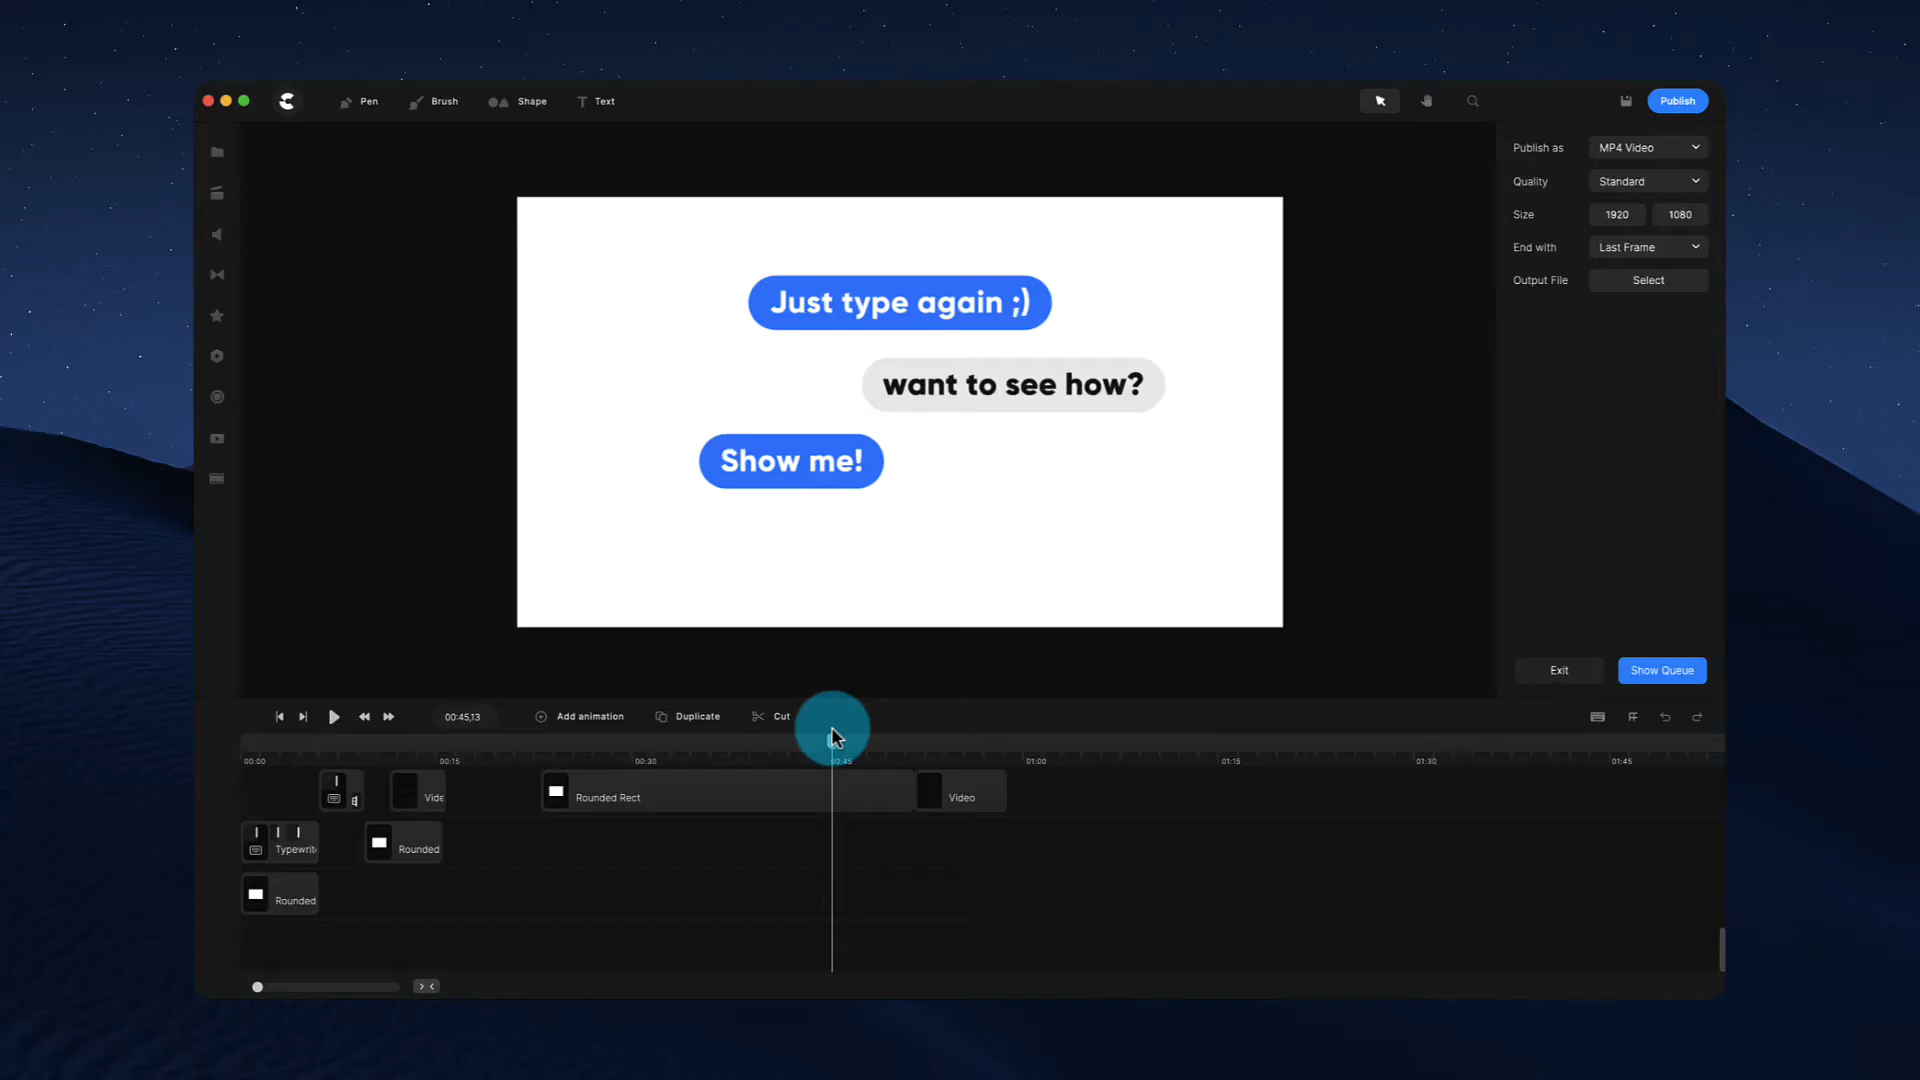 Pen Brush Shape Text Publish
Publish as MP4 Video
Quality Standard
Size 1920 1080
End with Last Frame
Output File Select
Just type again ;)
want to see how?
Show me!
Exit Show Queue
00:45,13 Add animation Duplicate Cut
00:00 00:15 00:30 00:45 01:00 01:15 01:30 01:45
Vide Rounded Rect Video
Typewrit Rounded
Rounded